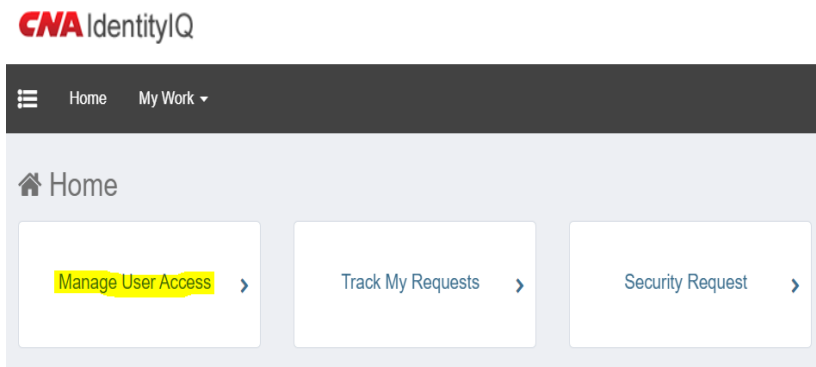 CNA IdentityIQ
Home My Work
Home
Manage User Access Track My Requests Security Request